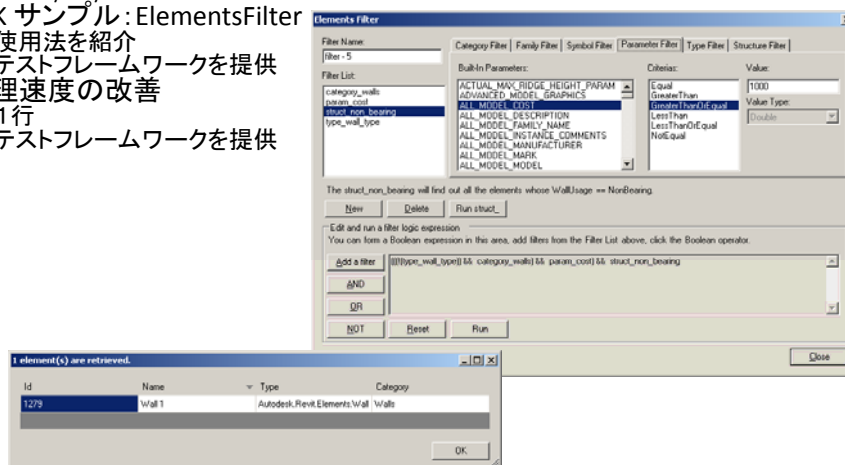 K サンプル：ElementsFilter
使用法を紹介
テストフレームワークを提供
理速度の改善
1行
テストフレームワークを提供
Elements Filter
Filter Name:
filter - 5
Filter List:
category_walls
param_cost
struct_non_bearing
type_wall_type
Category Filter
Family Filter
Symbol Filter
Parameter Filter
Type Filter
Structure Filter
Built-In Parameters:
ACTUAL_MAX_RIDGE_HEIGHT_PARAM
ADVANCED_MODEL_GRAPHICS
ALL_MODEL_COST
ALL_MODEL_DESCRIPTION
ALL_MODEL_FAMILY_NAME
ALL_MODEL_INSTANCE_COMMENTS
ALL_MODEL_MANUFACTURER
ALL_MODEL_MARK
ALL_MODEL_MODEL
Criterias:
Equal
GreaterThan
GreaterThanOrEqual
LessThan
LessThanOrEqual
NotEqual
Value:
1000
Value Type:
Double
The struct_non_bearing will find out all the elements whose WallUsage == NonBearing.
New
Delete
Run struct_
Edit and run a filter logic expression
You can form a Boolean expression in this area, add filters from the Filter List above, click the Boolean operator.
Add a filter
((((!(type_wall_type)) && category_walls) && param_cost) && struct_non_bearing
AND
OR
NOT
Reset
Run
Close
1 element(s) are retrieved.
Id Name Type Category
1279 Wall 1 Autodesk.Revit.Elements.Wall Walls
OK